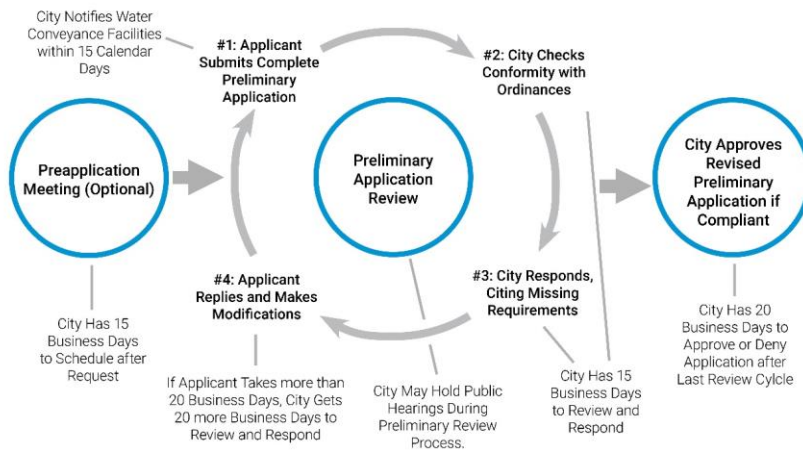 City Notifies Water
Conveyance Facilities
within 15 Calendar
Days
#1: Applicant
Submits Complete
Preliminary
Application
#2: City Checks
Conformity with
Ordinances
Preapplication
Meeting (Optional)
Preliminary
Application
Review
City Approves
Revised
Preliminary
Application if
Compliant
#4: Applicant
Replies and Makes
Modifications
#3: City Responds,
Citing Missing
Requirements
City Has 15
Business Days
to Schedule after
Request
If Applicant Takes more than
20 Business Days, City Gets
20 more Business Days to
Review and Respond
City May Hold Public
Hearings During
Preliminary Review
Process.
City Has 15
Business Days
to Review and
Respond
City Has 20
Business Days to
Approve or Deny
Application after
Last Review Cylcle